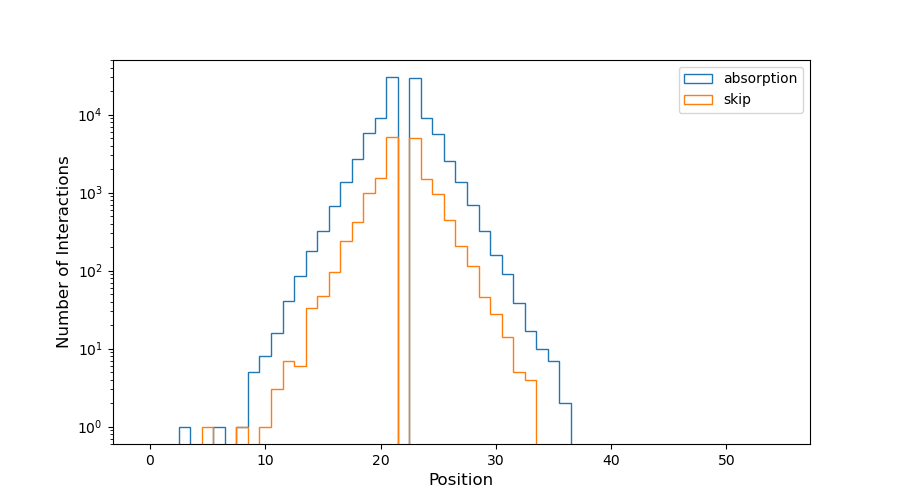 absorption
skip
Number of Interactions
10⁴
10³
10²
10¹
10⁰
0 10 20 30 40 50
Position